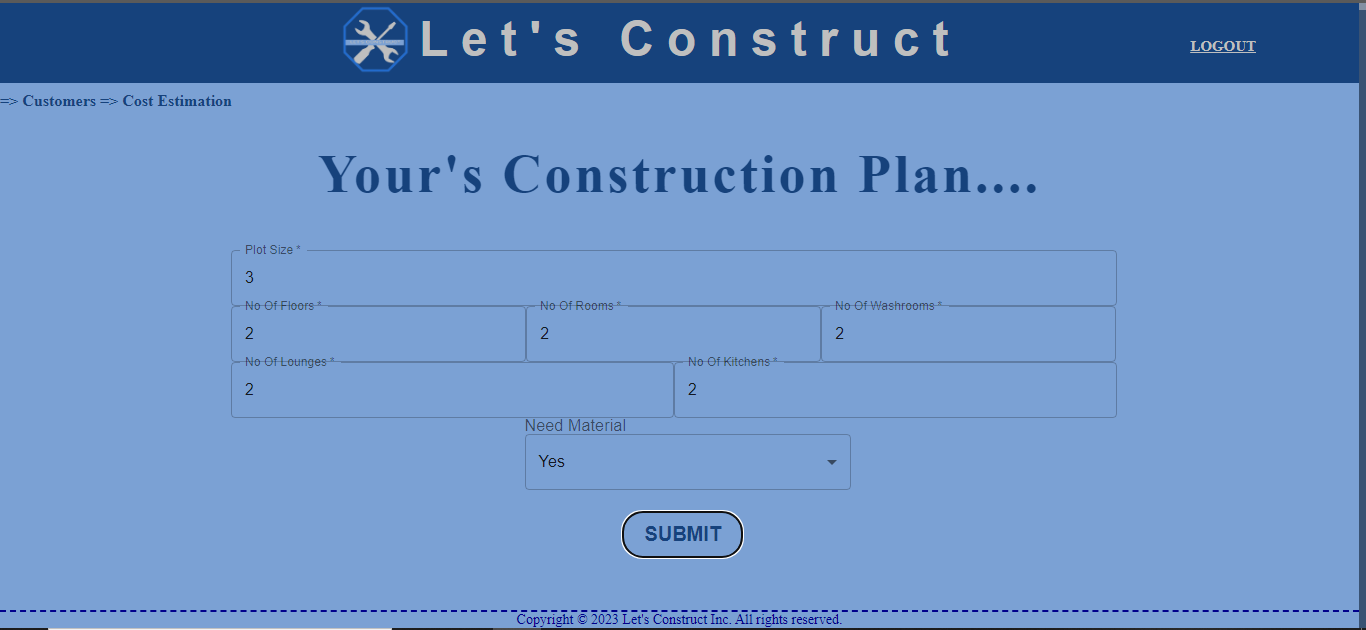 Let's Construct
LOGOUT
=> Customers => Cost Estimation
Your's Construction Plan....
Plot Size *
3
No Of Floors * No Of Rooms * No Of Washrooms *
2 2 2
No Of Lounges * No Of Kitchens *
2 2
Need Material
Yes
SUBMIT
Copyright © 2023 Let's Construct Inc. All rights reserved.